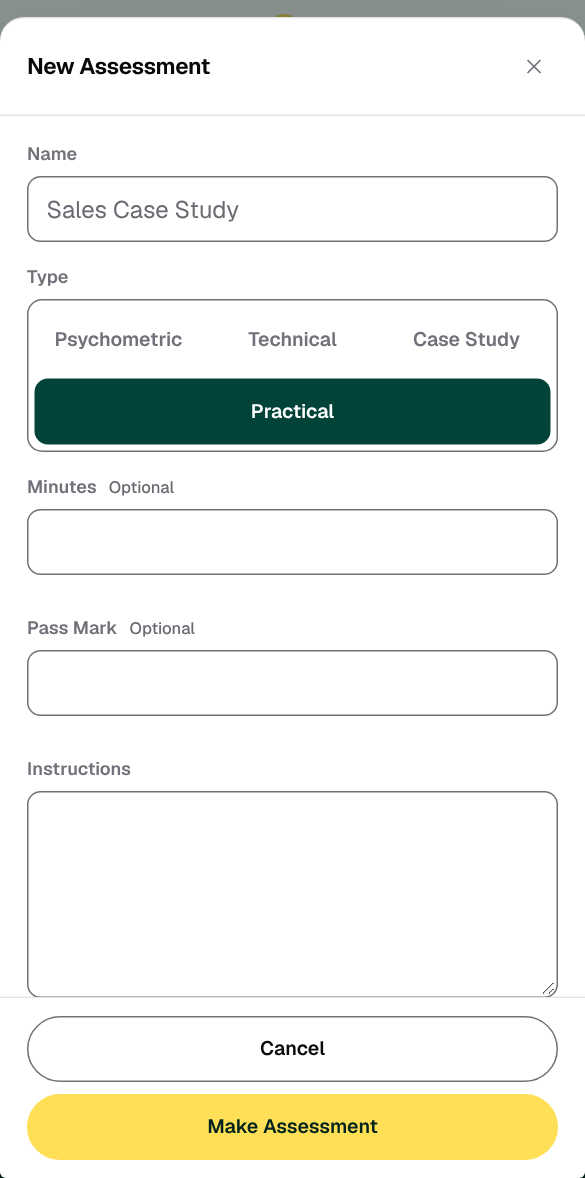 New Assessment
Name
Sales Case Study
Type
Psychometric Technical Case Study
Practical
Minutes Optional
Pass Mark Optional
Instructions
Cancel
Make Assessment